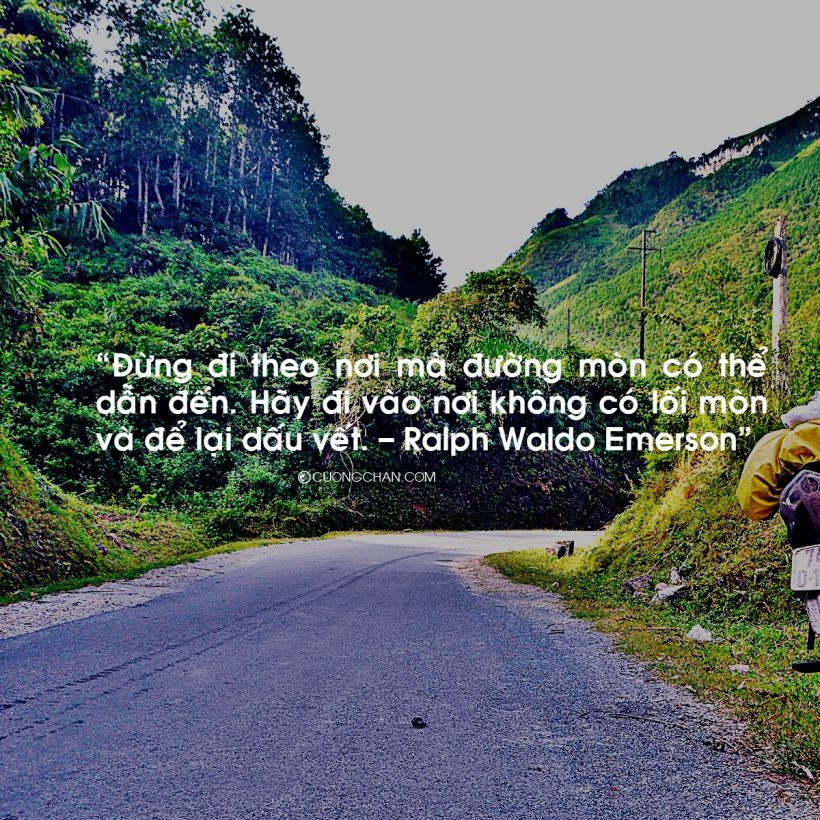 “Đừng đi theo nơi mà đường mòn có thể
dẫn đến. Hãy đi vào nơi không có lối mòn
và để lại dấu vết. – Ralph Waldo Emerson”
©CUONGCHAN.COM